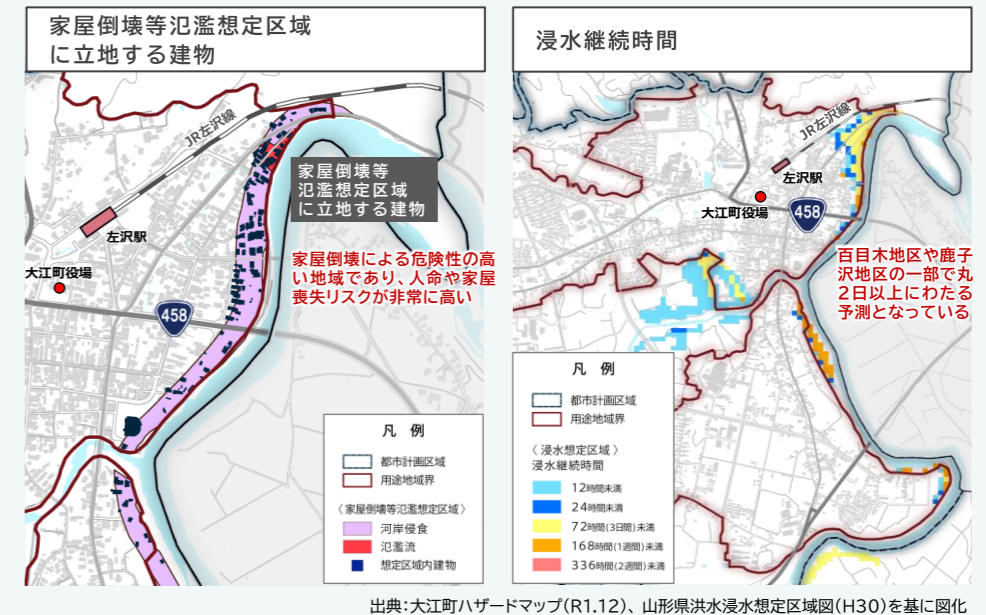 家屋倒壊等氾濫想定区域
に立地する建物
JR左沢線
家屋倒壊等
氾濫想定区域
に立地する建物
左沢駅
大江町役場
家屋倒壊による危険性の高
い地域であり、人命や家屋
喪失リスクが非常に高い
458
凡 例
都市計画区域
用途地域界
〈家屋倒壊等氾濫想定区域〉
河岸侵食
氾濫流
想定区域内建物
浸水継続時間
JR左沢線
左沢駅
大江町役場
458
百目木地区や鹿子
沢地区の一部で丸
2日以上にわたる
予測となっている
凡 例
都市計画区域
用途地域界
〈浸水想定区域〉
浸水継続時間
12時間未満
24時間未満
72時間(3日間)未満
168時間(1週間)未満
336時間(2週間)未満
出典:大江町ハザードマップ(R1.12)、山形県洪水浸水想定区域図(H30)を基に図化